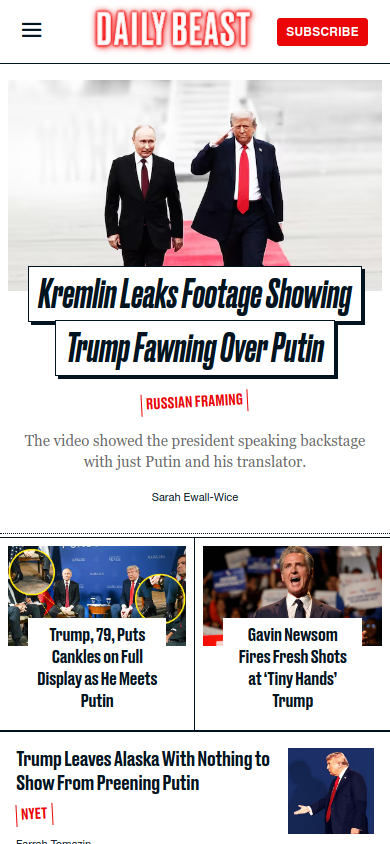 DAILY BEAST
SUBSCRIBE
Kremlin Leaks Footage Showing
Trump Fawning Over Putin
RUSSIAN FRAMING
The video showed the president speaking backstage
with just Putin and his translator.
Sarah Ewall-Wice
Trump, 79, Puts
Cankles on Full
Display as He Meets
Putin
Gavin Newsom
Fires Fresh Shots
at ‘Tiny Hands’
Trump
Trump Leaves Alaska With Nothing to
Show From Preening Putin
NYET
Farrah Tomazin